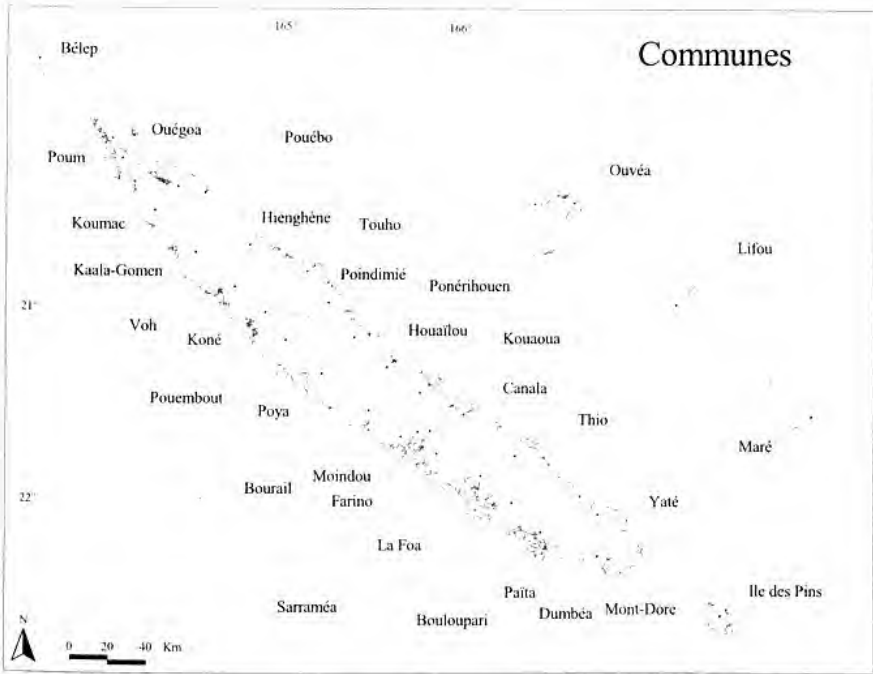 165°
166°
Communes
Bélep
Ouégoa
Pouébo
Poum
Ouvéa
Koumac
Hienghène
Touho
Lifou
Kaala-Gomen
Poindimié
Ponérihouen
21°
Voh
Koné
Houaïlou
Kouaoua
Pouembout
Poya
Canala
Thio
Maré
Bourail
Moindou
22°
Farino
Yaté
La Foa
Païta
Ile des Pins
Sarraméa
Bouloupari
Dumbéa
Mont-Dore
N
0 20 40 Km